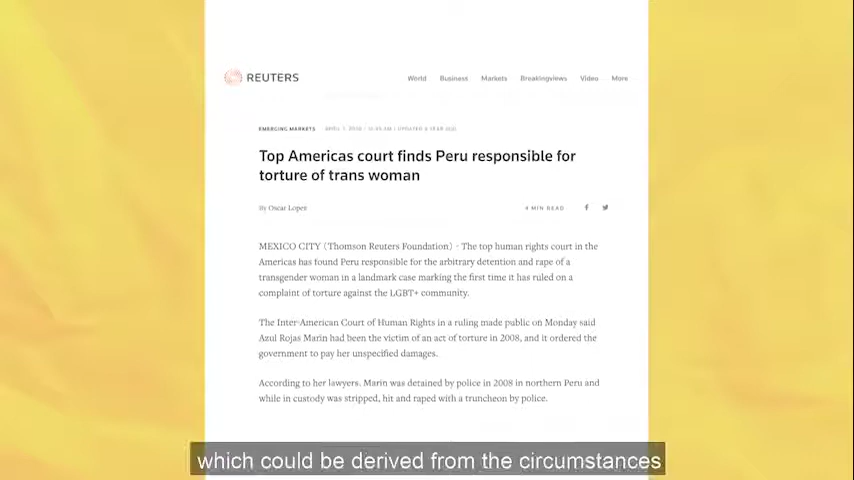 REUTERS
World Business Markets Breakingviews Video More
EMERGING MARKETS
Top Americas court finds Peru responsible for
torture of trans woman
By Oscar Lopez
4 MIN READ
MEXICO CITY (Thomson Reuters Foundation) - The top human rights court in the
Americas has found Peru responsible for the arbitrary detention and rape of a
transgender woman in a landmark case marking the first time it has ruled on a
complaint of torture against the LGBT+ community.
The Inter-American Court of Human Rights in a ruling made public on Monday said
Azul Rojas Marin had been the victim of an act of torture in 2008, and it ordered the
government to pay her unspecified damages.
According to her lawyers, Marin was detained by police in 2008 in northern Peru and
while in custody was stripped, hit and raped with a truncheon by police.
which could be derived from the circumstances